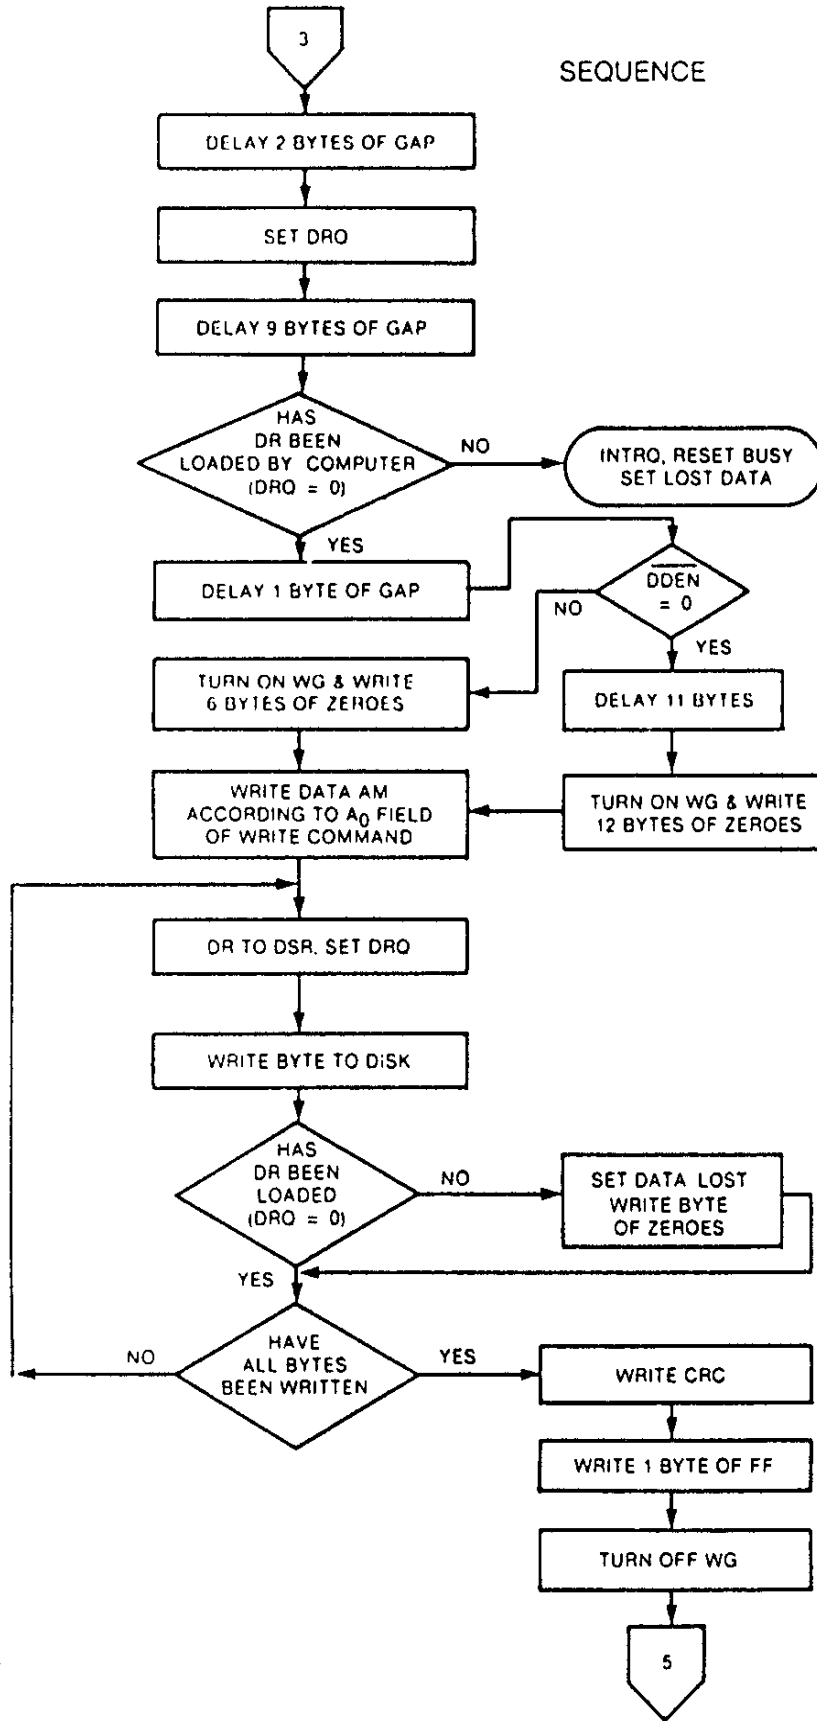 3
SEQUENCE
DELAY 2 BYTES OF GAP
SET DRQ
DELAY 9 BYTES OF GAP
HAS
DR BEEN
LOADED BY COMPUTER
(DRQ = 0)
NO
INTRQ, RESET BUSY
SET LOST DATA
YES
DELAY 1 BYTE OF GAP
DDEN
= 0
NO
YES
TURN ON WG & WRITE
6 BYTES OF ZEROES
DELAY 11 BYTES
WRITE DATA AM
ACCORDING TO A0 FIELD
OF WRITE COMMAND
TURN ON WG & WRITE
12 BYTES OF ZEROES
DR TO DSR, SET DRQ
WRITE BYTE TO DISK
HAS
DR BEEN
LOADED
(DRQ = 0)
NO
SET DATA LOST
WRITE BYTE
OF ZEROES
YES
HAVE
ALL BYTES
BEEN WRITTEN
NO
YES
WRITE CRC
WRITE 1 BYTE OF FF
TURN OFF WG
5